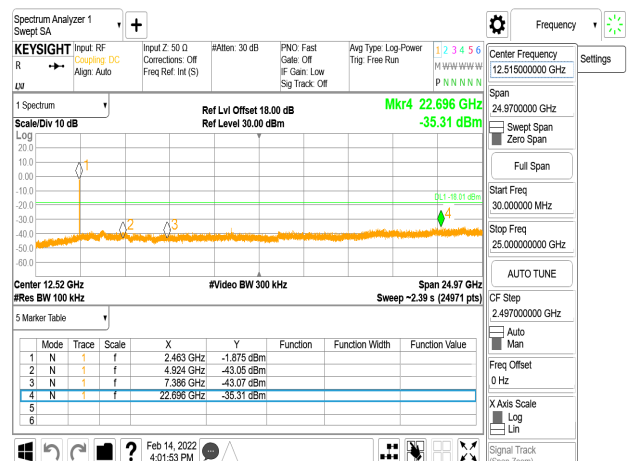 Spectrum Analyzer 1
Swept SA
Frequency
KEYSIGHT
R
Input: RF
Coupling: DC
Align: Auto
Input Z: 50 Ω
Corrections: Off
Freq Ref: Int (S)
#Atten: 30 dB
PNO: Fast
Gate: Off
IF Gain: Low
Sig Track: Off
Avg Type: Log-Power
Trig: Free Run
1 2 3 4 5 6
M W W W W W
P N N N N N
1 Spectrum
Scale/Div 10 dB
Ref Lvl Offset 18.00 dB
Ref Level 30.00 dBm
Mkr4 22.696 GHz
-35.31 dBm
Log
20.0
10.0
0.00
-10.0
-20.0
-30.0
-40.0
-50.0
-60.0
1
2
3
4
DL1 -18.01 dBm
Center 12.52 GHz
#Video BW 300 kHz
Span 24.97 GHz
#Res BW 100 kHz
Sweep ~2.39 s (24971 pts)
5 Marker Table
Mode Trace Scale X Y Function Function Width Function Value
1 N 1 f 2.463 GHz -1.875 dBm
2 N 1 f 4.924 GHz -43.05 dBm
3 N 1 f 7.386 GHz -43.07 dBm
4 N 1 f 22.696 GHz -35.31 dBm
5
6
?
Feb 14, 2022
4:01:53 PM
Settings
Center Frequency
12.515000000 GHz
Span
24.9700000 GHz
Swept Span
Zero Span
Full Span
Start Freq
30.000000 MHz
Stop Freq
25.000000000 GHz
AUTO TUNE
CF Step
2.497000000 GHz
Auto
Man
Freq Offset
0 Hz
X Axis Scale
Log
Lin
Signal Track
(Span Zoom)